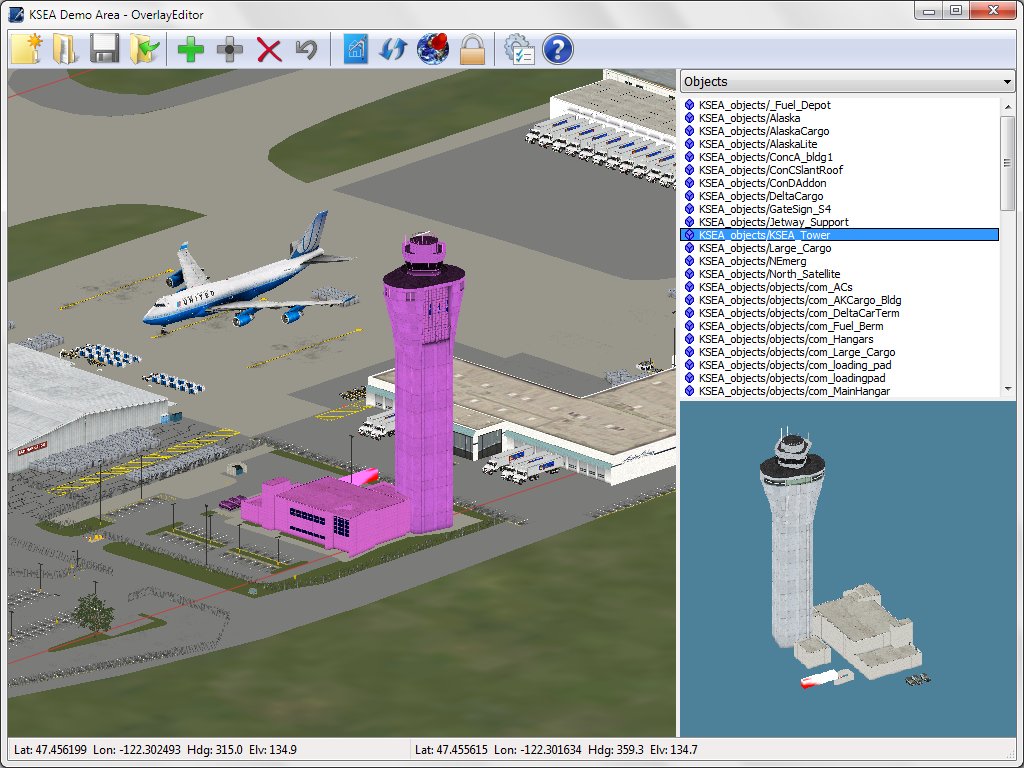 KSEA Demo Area - OverlayEditor
Objects
KSEA_objects/_Fuel_Depot
KSEA_objects/Alaska
KSEA_objects/AlaskaCargo
KSEA_objects/AlaskaLite
KSEA_objects/ConcA_bldg1
KSEA_objects/ConCSlantRoof
KSEA_objects/ConDAddon
KSEA_objects/DeltaCargo
KSEA_objects/GateSign_S4
KSEA_objects/Jetway_Support
KSEA_objects/KSEA_Tower
KSEA_objects/Large_Cargo
KSEA_objects/NEmerg
KSEA_objects/North_Satellite
KSEA_objects/objects/com_ACs
KSEA_objects/objects/com_AKCargo_Bldg
KSEA_objects/objects/com_DeltaCarTerm
KSEA_objects/objects/com_Fuel_Berm
KSEA_objects/objects/com_Hangars
KSEA_objects/objects/com_Large_Cargo
KSEA_objects/objects/com_loading_pad
KSEA_objects/objects/com_loadingpad
KSEA_objects/objects/com_MainHangar
UNITED
Lat: 47.456199 Lon: -122.302493 Hdg: 315.0 Elv: 134.9
Lat: 47.455615 Lon: -122.301634 Hdg: 359.3 Elv: 134.7